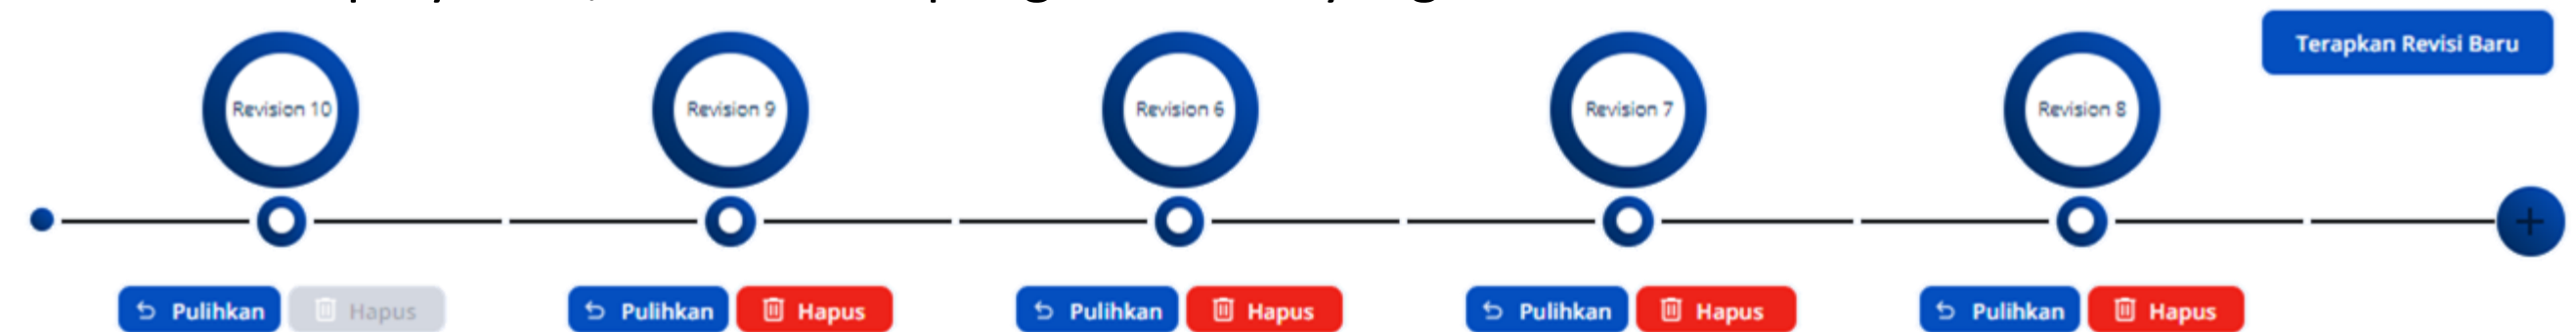 Terapkan Revisi Baru
Revision 10 Revision 9 Revision 6 Revision 7 Revision 8
Pulihkan Hapus Pulihkan Hapus Pulihkan Hapus Pulihkan Hapus Pulihkan Hapus